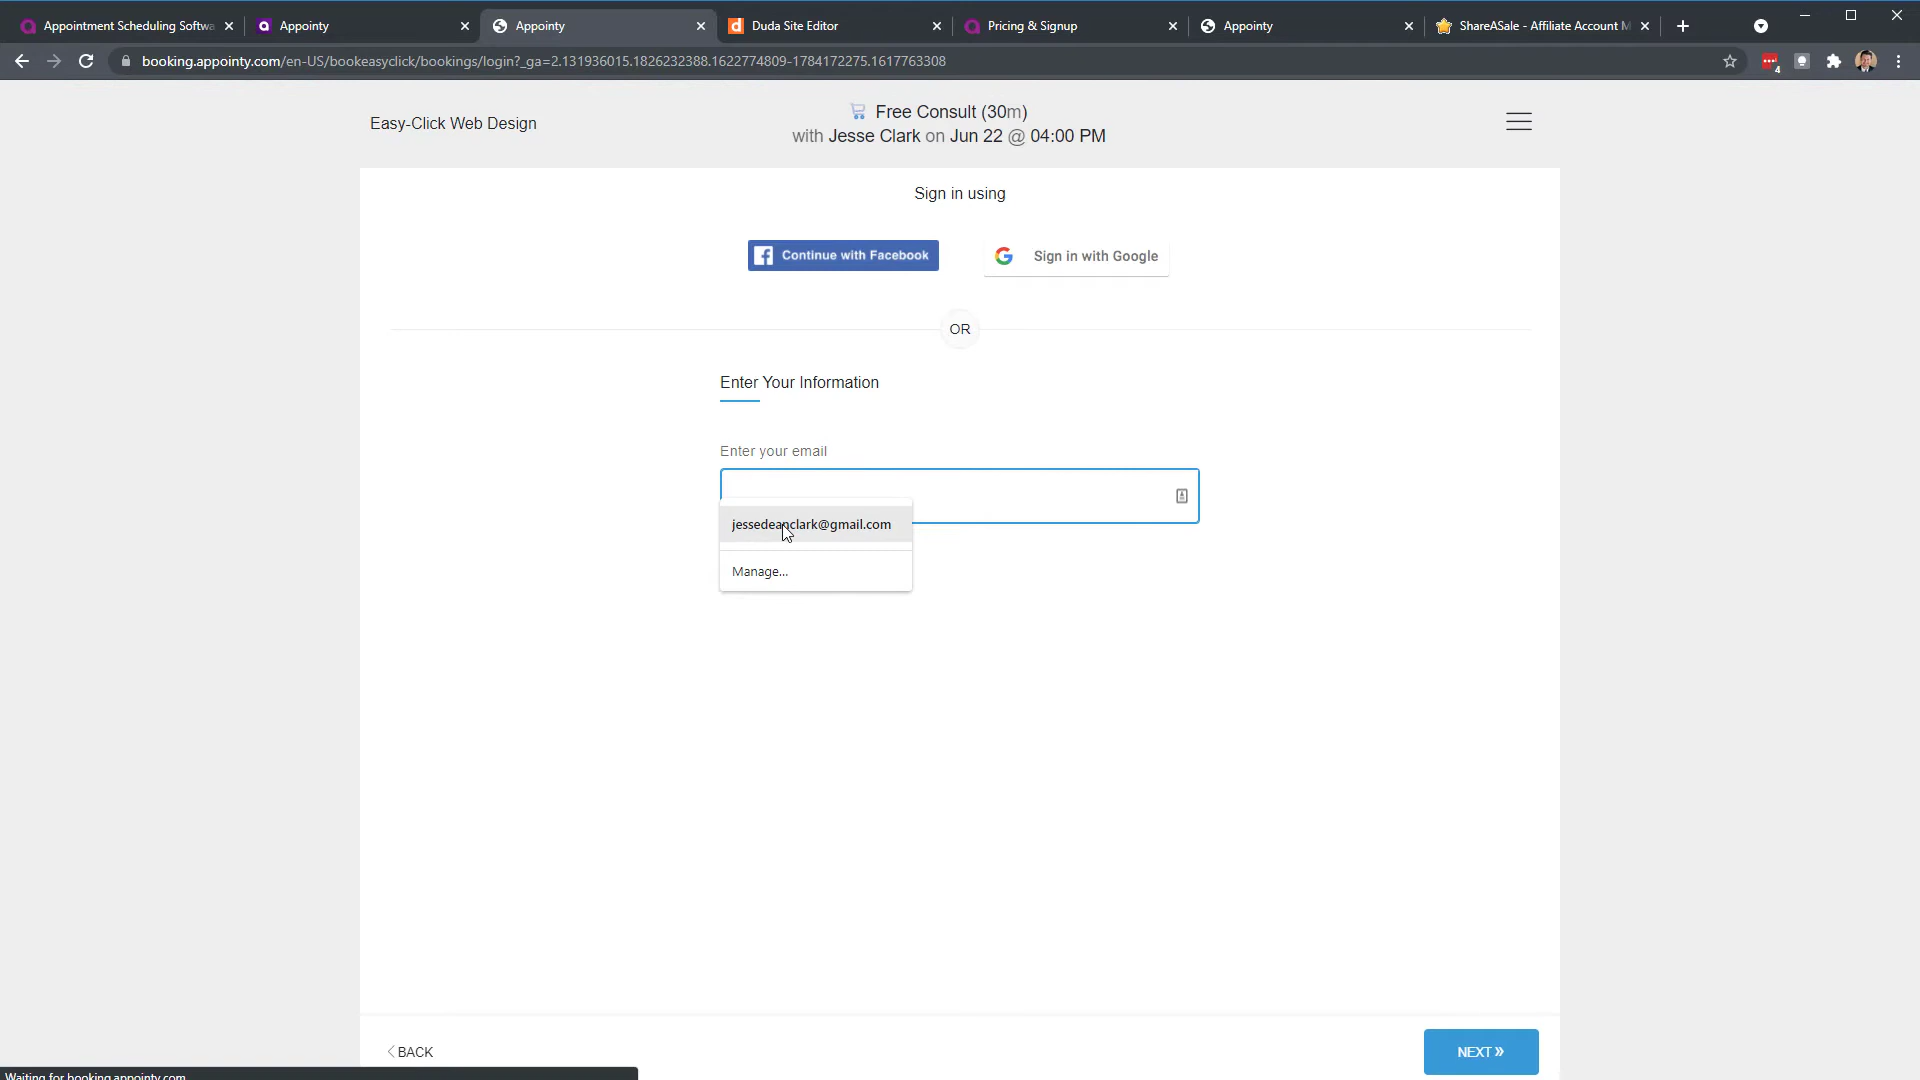 Appointment Scheduling Softwa
Appointy
Appointy
Duda Site Editor
Pricing & Signup
Appointy
ShareASale - Affiliate Account M
booking.appointy.com/en-US/bookeasyclick/bookings/login?_ga=2.131936015.1826232388.1622774809-1784172275.1617763308
4
Easy-Click Web Design
Free Consult (30m)
with Jesse Clark on Jun 22 @ 04:00 PM
Sign in using
Continue with Facebook
Sign in with Google
OR
Enter Your Information
Enter your email
jessedeanclark@gmail.com
Manage...
BACK
NEXT »
Waiting for booking.appointy.com